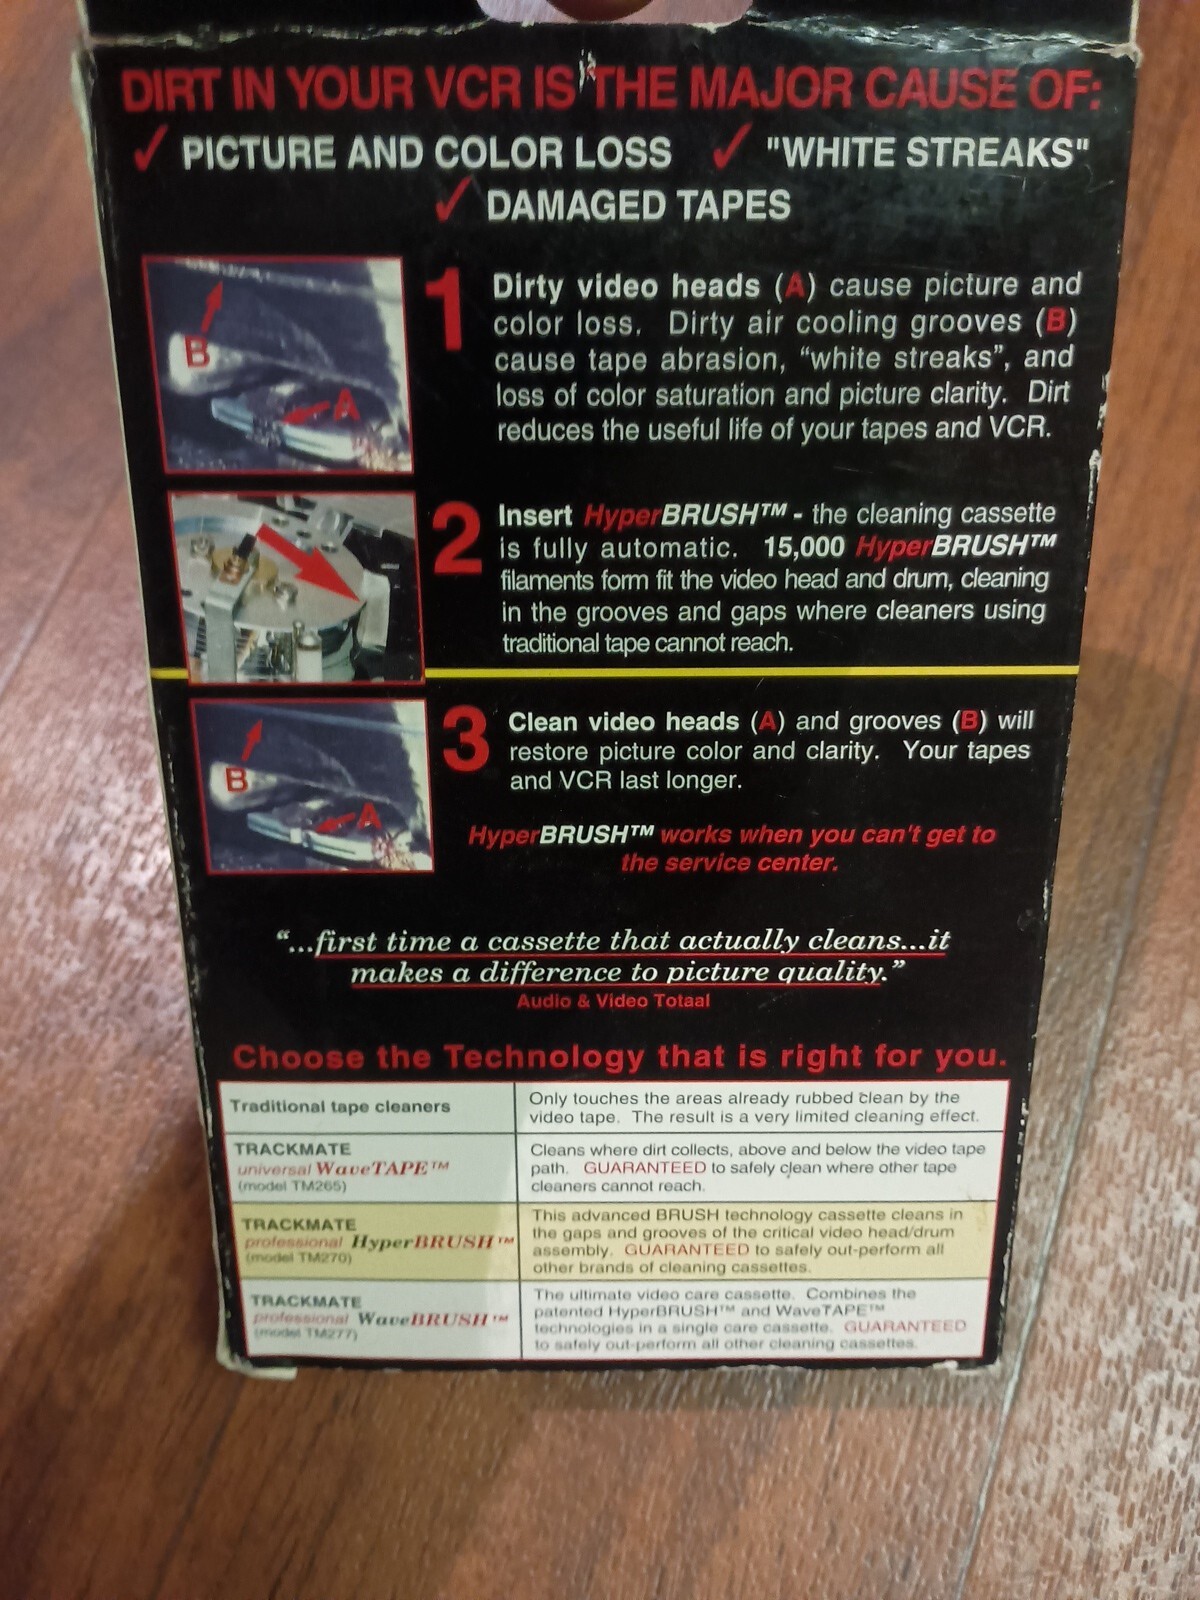 DIRT IN YOUR VCR IS THE MAJOR CAUSE OF:
✓ PICTURE AND COLOR LOSS ✓ "WHITE STREAKS"
✓ DAMAGED TAPES
B
A
1
Dirty video heads (A) cause picture and
color loss. Dirty air cooling grooves (B)
cause tape abrasion, “white streaks”, and
loss of color saturation and picture clarity. Dirt
reduces the useful life of your tapes and VCR.
2
Insert HyperBRUSH™ - the cleaning cassette
is fully automatic. 15,000 HyperBRUSH™
filaments form fit the video head and drum, cleaning
in the grooves and gaps where cleaners using
traditional tape cannot reach.
B
A
3
Clean video heads (A) and grooves (B) will
restore picture color and clarity. Your tapes
and VCR last longer.
HyperBRUSH™ works when you can't get to
the service center.
“...first time a cassette that actually cleans...it
makes a difference to picture quality.”
Audio & Video Totaal
Choose the Technology that is right for you.
Traditional tape cleaners
Only touches the areas already rubbed clean by the
video tape. The result is a very limited cleaning effect.
TRACKMATE
universal WaveTAPE™
(model TM265)
Cleans where dirt collects, above and below the video tape
path. GUARANTEED to safely clean where other tape
cleaners cannot reach.
TRACKMATE
professional HyperBRUSH™
(model TM270)
This advanced BRUSH technology cassette cleans in
the gaps and grooves of the critical video head/drum
assembly. GUARANTEED to safely out-perform all
other brands of cleaning cassettes.
TRACKMATE
professional WaveBRUSH™
(model TM277)
The ultimate video care cassette. Combines the
patented HyperBRUSH™ and WaveTAPE™
technologies in a single care cassette. GUARANTEED
to safely out-perform all other cleaning cassettes.